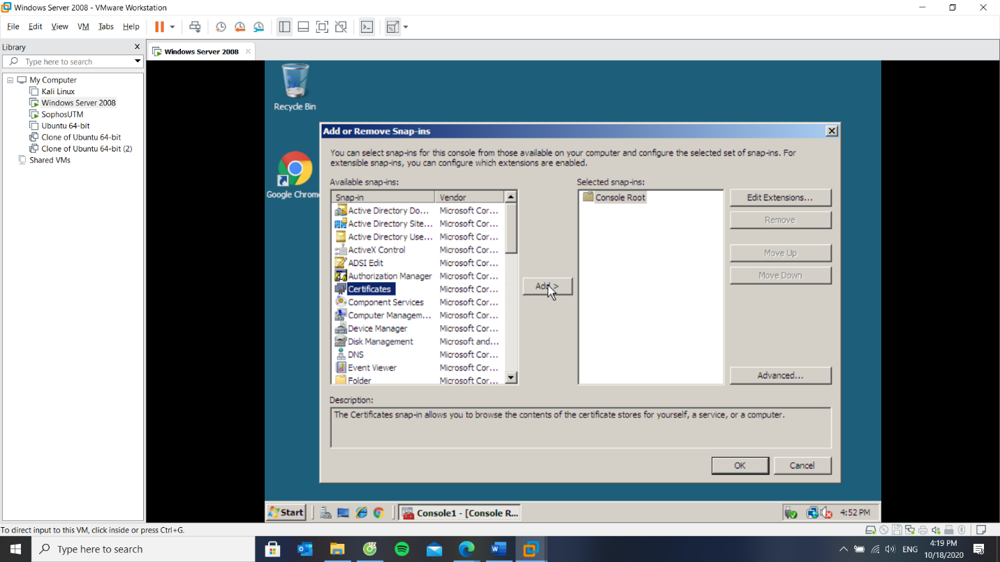 Windows Server 2008 - VMware Workstation
File Edit View VM Tabs Help
Library
Type here to search
My Computer
Kali Linux
Windows Server 2008
SophosUTM
Ubuntu 64-bit
Clone of Ubuntu 64-bit
Clone of Ubuntu 64-bit (2)
Shared VMs
Windows Server 2008
Recycle Bin
Google Chrom
Add or Remove Snap-ins
You can select snap-ins for this console from those available on your computer and configure the selected set of snap-ins. For
extensible snap-ins, you can configure which extensions are enabled.
Available snap-ins:
Snap-in Vendor
Active Directory Do... Microsoft Cor...
Active Directory Site... Microsoft Cor...
Active Directory Use... Microsoft Cor...
ActiveX Control Microsoft Cor...
ADSI Edit Microsoft Cor...
Authorization Manager Microsoft Cor...
Certificates Microsoft Cor...
Component Services Microsoft Cor...
Computer Managem... Microsoft Cor...
Device Manager Microsoft Cor...
Disk Management Microsoft and...
DNS Microsoft Cor...
Event Viewer Microsoft Cor...
Folder Microsoft Cor...
Add >
Selected snap-ins:
Console Root
Edit Extensions...
Remove
Move Up
Move Down
Advanced...
Description:
The Certificates snap-in allows you to browse the contents of the certificate stores for yourself, a service, or a computer.
OK Cancel
Start
Console1 - [Console R...
4:52 PM
To direct input to this VM, click inside or press Ctrl+G.
Type here to search
ENG
4:19 PM
10/18/2020